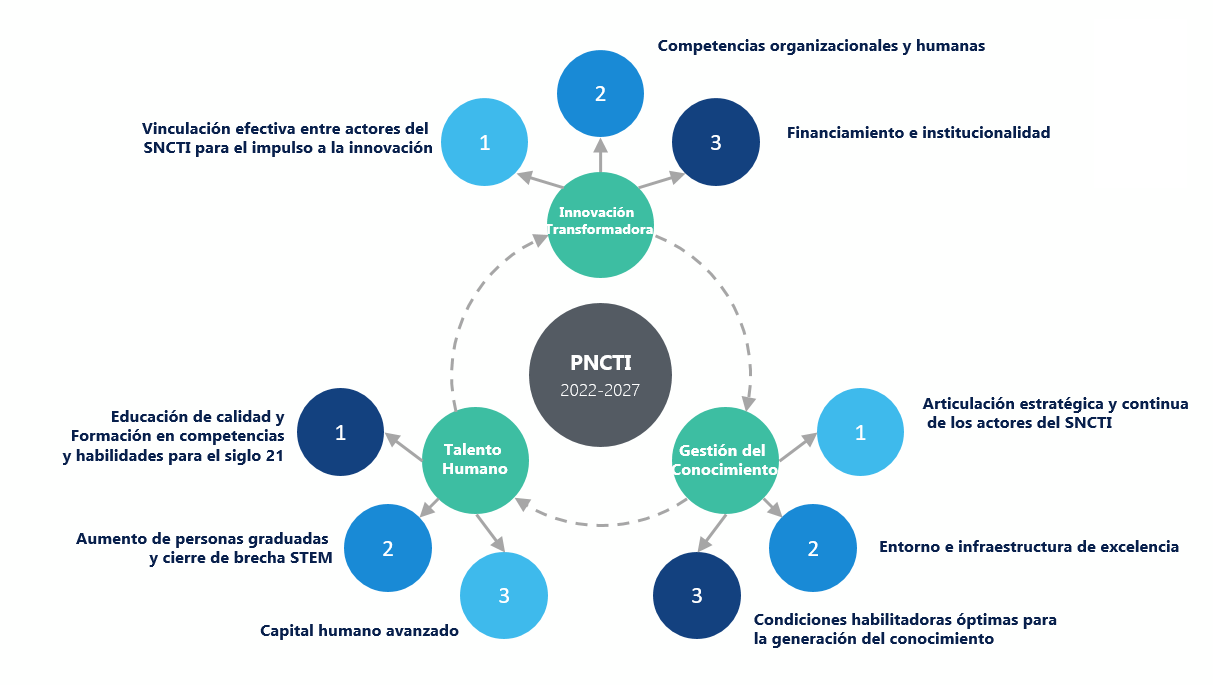 Competencias organizacionales y humanas
2
Vinculación efectiva entre actores del
SNCTI para el impulso a la innovación
1
3
Financiamiento e institucionalidad
Innovación
Transformadora
PNCTI
2022-2027
Educación de calidad y
Formación en competencias
y habilidades para el siglo 21
1
Talento
Humano
Aumento de personas graduadas
y cierre de brecha STEM
2
3
Capital humano avanzado
Gestión del
Conocimiento
1
Articulación estratégica y continua
de los actores del SNCTI
2
Entorno e infraestructura de excelencia
3
Condiciones habilitadoras óptimas para
la generación del conocimiento